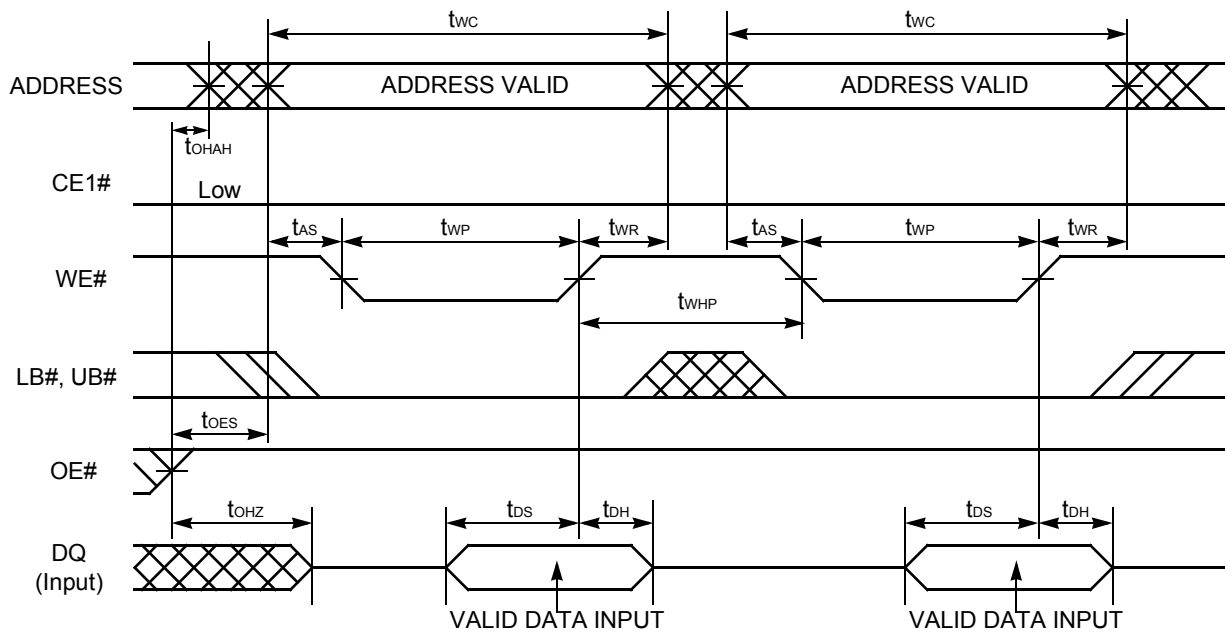 tWC tWC
ADDRESS ADDRESS VALID ADDRESS VALID
tOHAH
CE1# Low
tAS tWP tWR tAS tWP tWR
WE#
tWHP
LB#, UB#
tOES
OE#
tOHZ tDS tDH tDS tDH
DQ
(Input)
VALID DATA INPUT VALID DATA INPUT